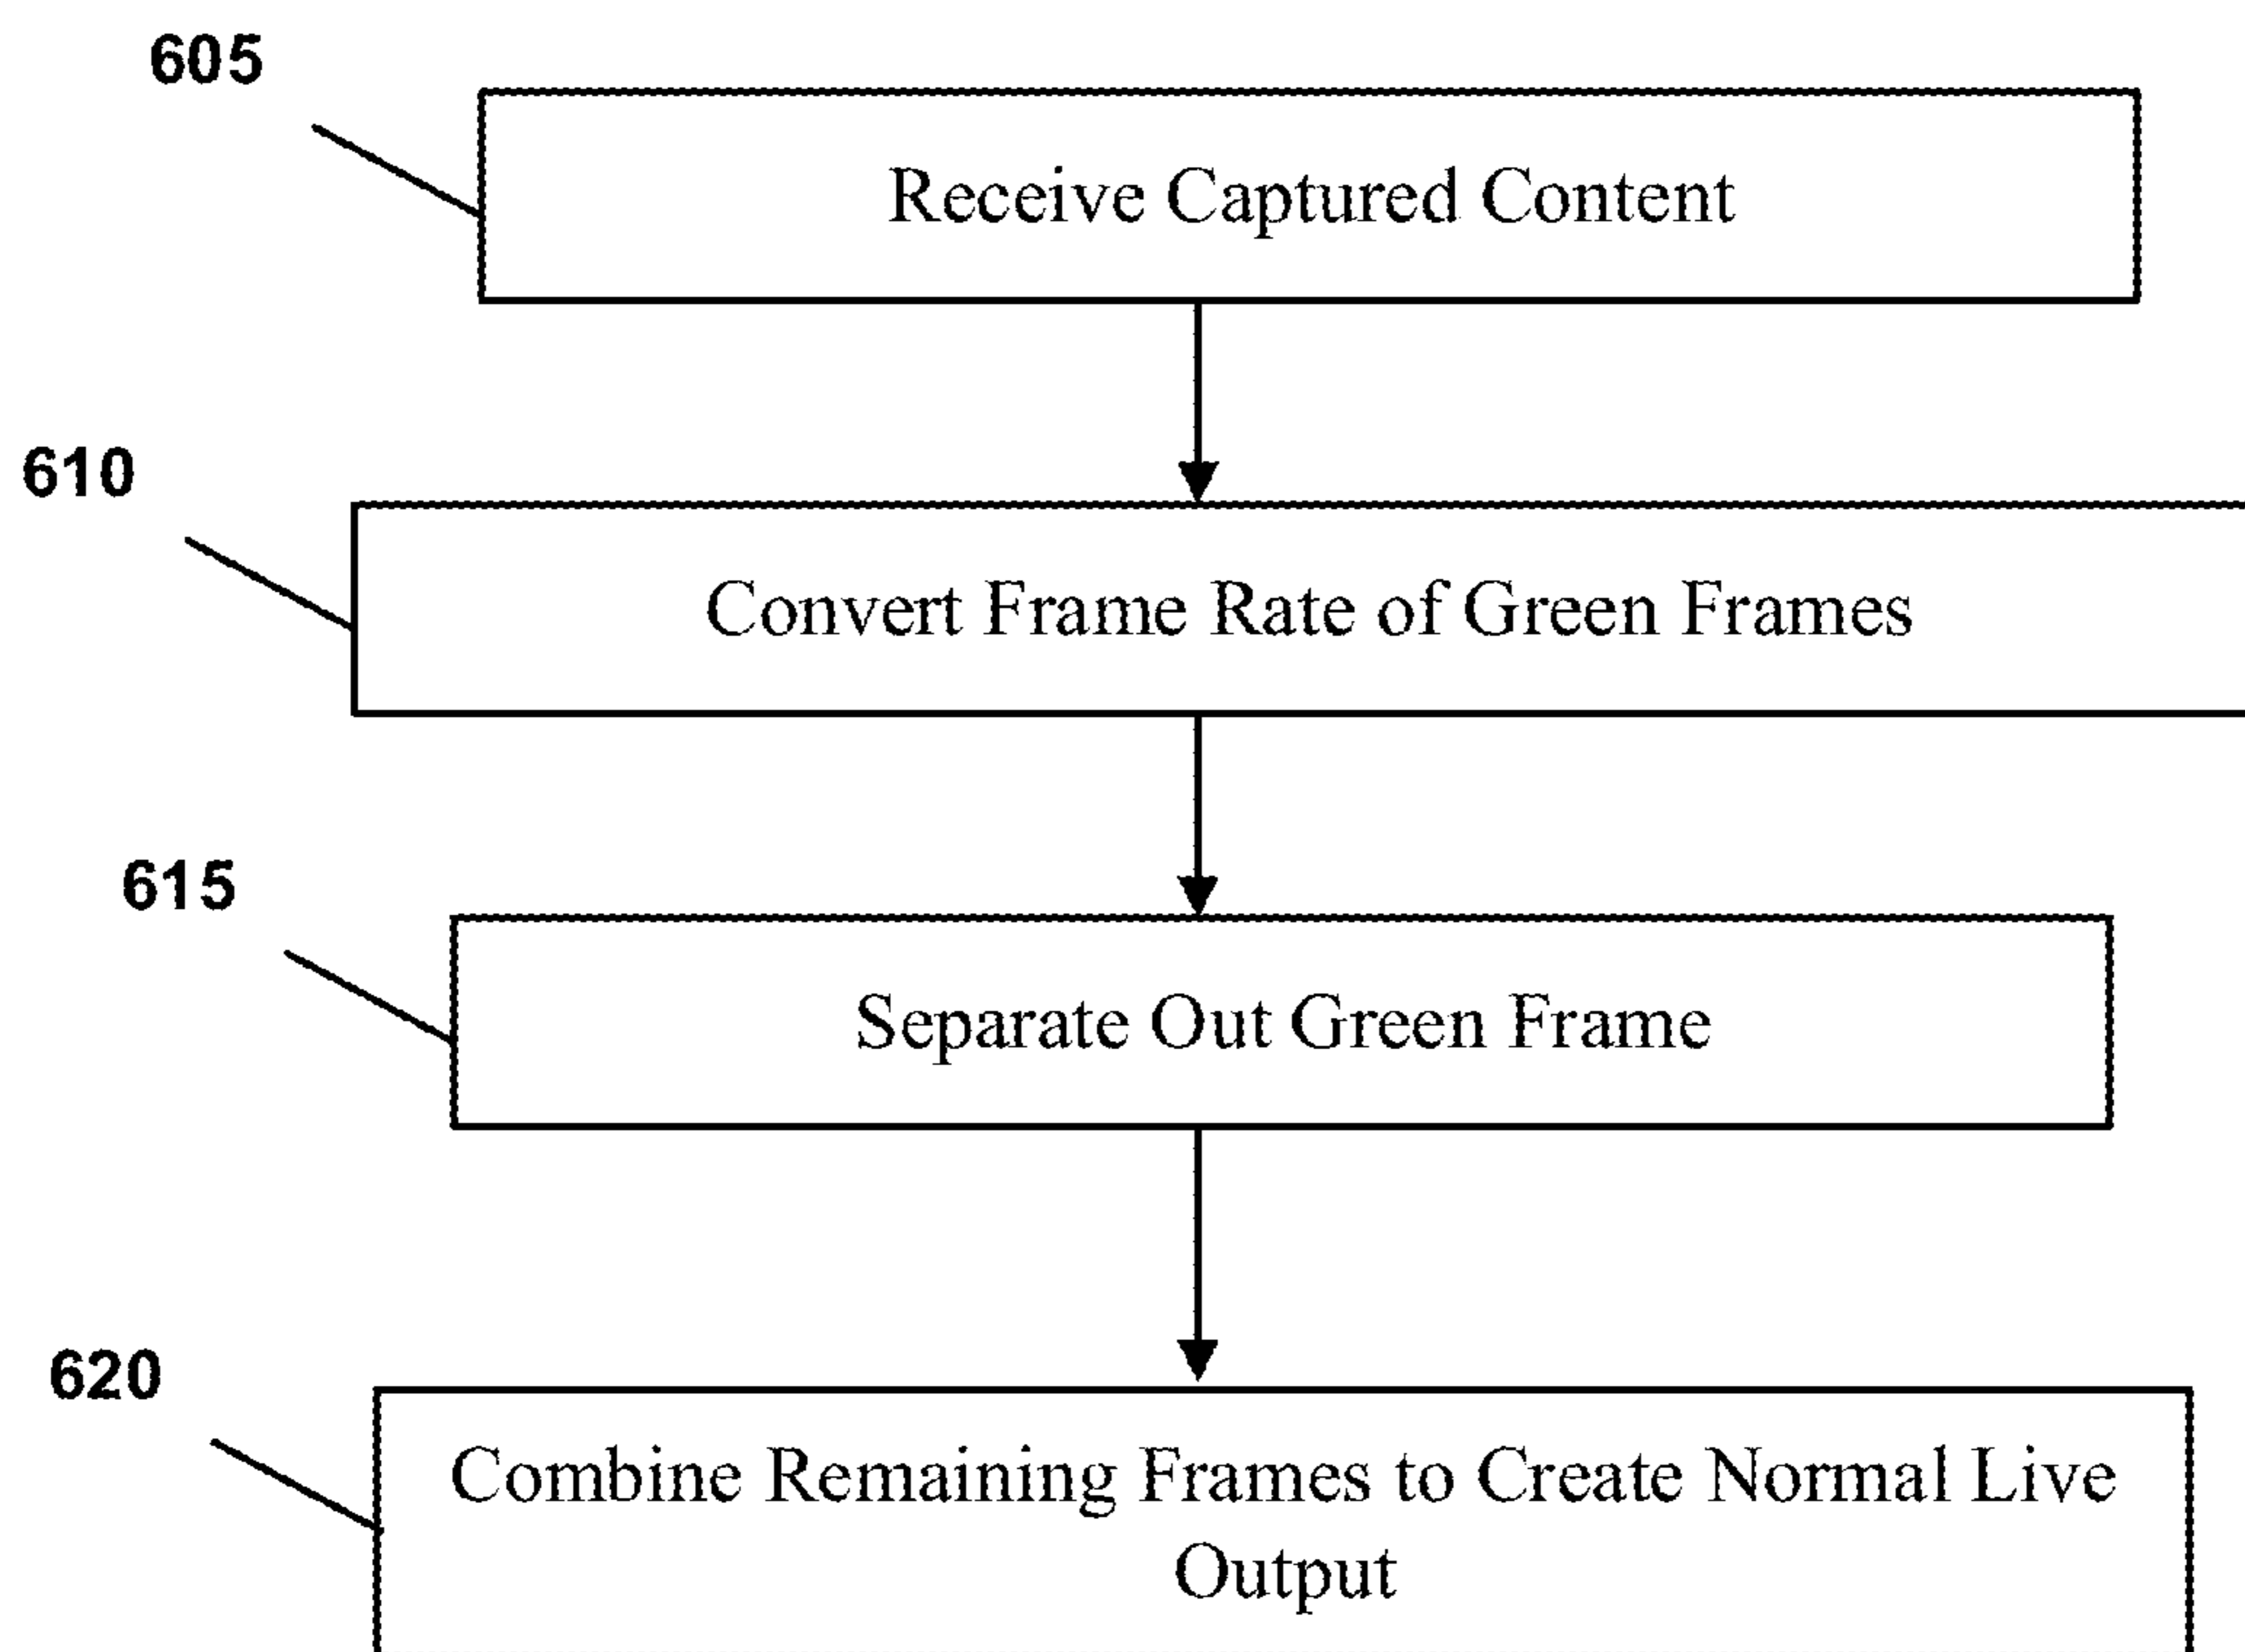 605
Receive Captured Content
610
Convert Frame Rate of Green Frames
615
Separate Out Green Frame
620
Combine Remaining Frames to Create Normal Live
Output